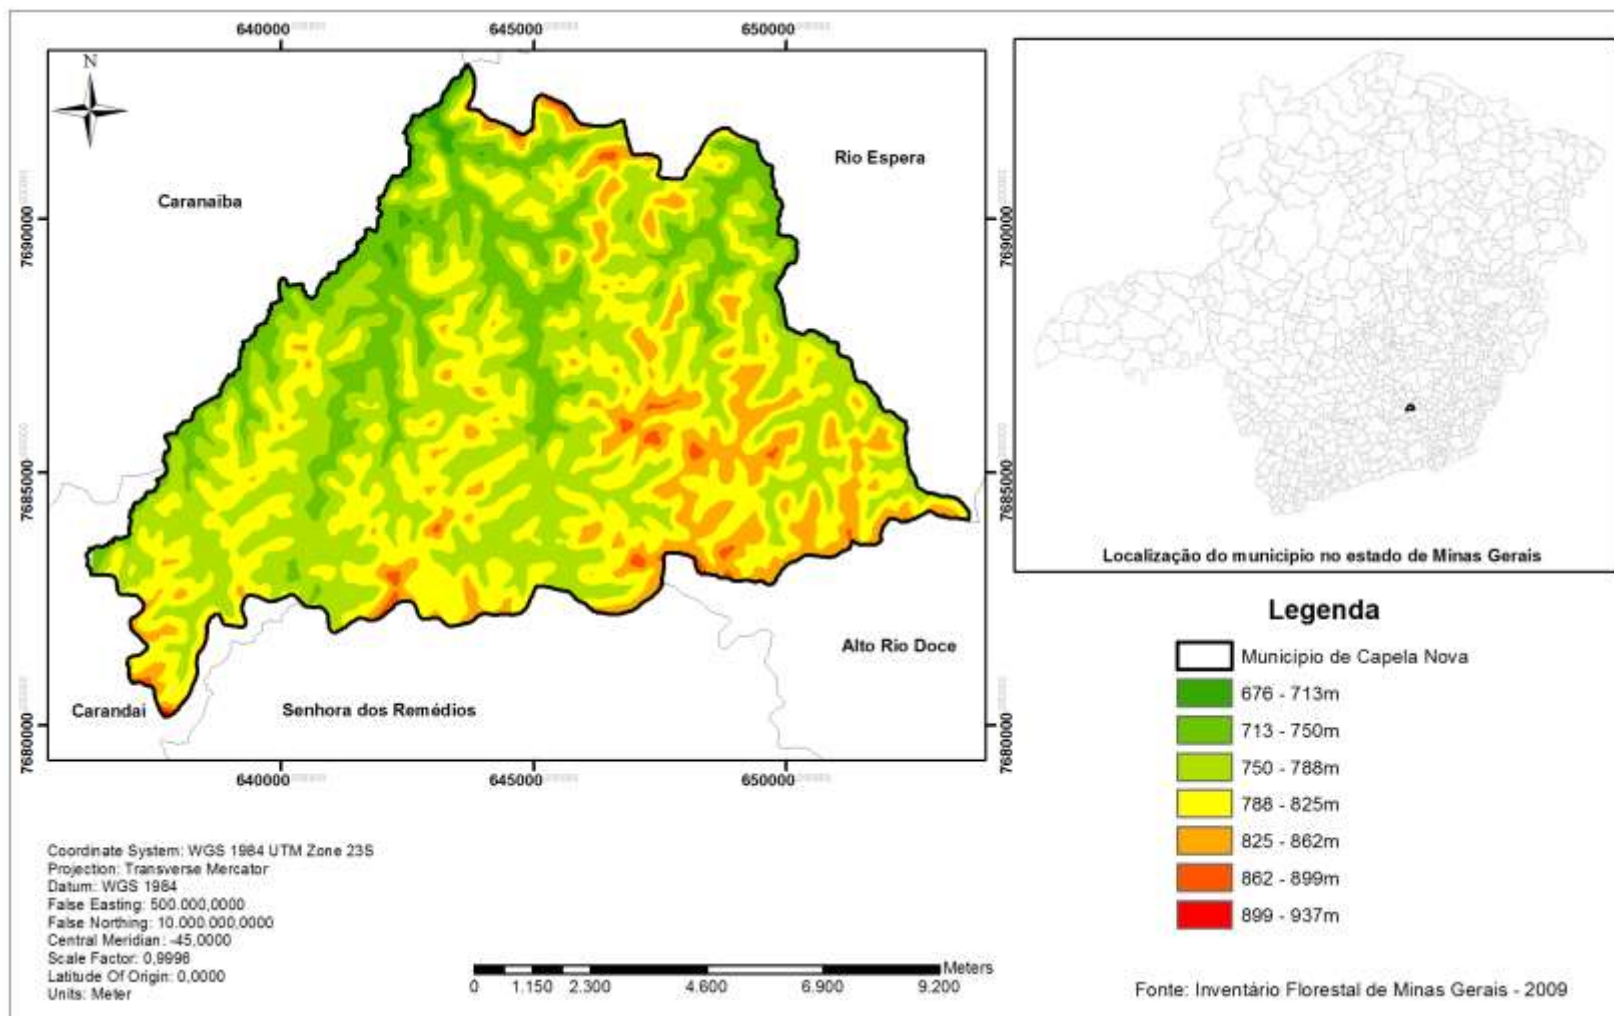 640000 645000 650000
N
Rio Espera
Caranaíba
7690000 7690000
7685000 7685000
Alto Rio Doce
Carandaí
Senhora dos Remédios
7680000 7680000
640000 645000 650000
Localização do municipio no estado de Minas Gerais
Legenda
Municipio de Capela Nova
676 - 713m
713 - 750m
750 - 788m
788 - 825m
825 - 862m
862 - 899m
899 - 937m
Coordinate System: WGS 1984 UTM Zone 23S
Projection: Transverse Mercator
Datum: WGS 1984
False Easting: 500.000,0000
False Northing: 10.000.000,0000
Central Meridian: -45,0000
Scale Factor: 0,9996
Latitude Of Origin: 0,0000
Units: Meter
Meters
0 1.150 2.300 4.600 6.900 9.200
Fonte: Inventário Florestal de Minas Gerais - 2009